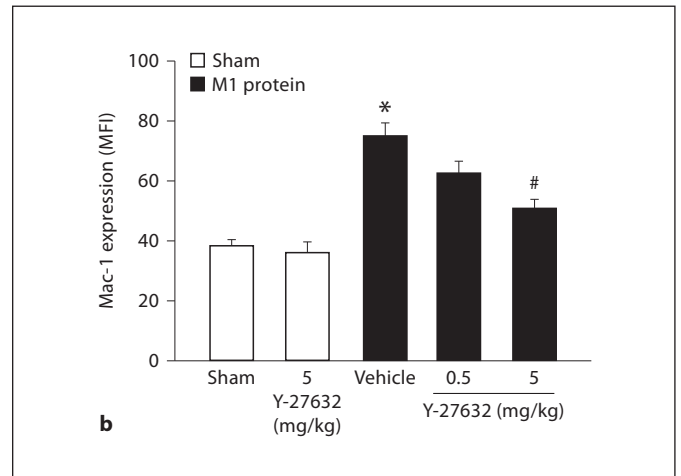 100
80
60
40
20
0
Mac-1 expression (MFI)
Sham
M1 protein
*
#
Sham
5
Y-27632
(mg/kg)
Vehicle
0.5
5
Y-27632 (mg/kg)
b